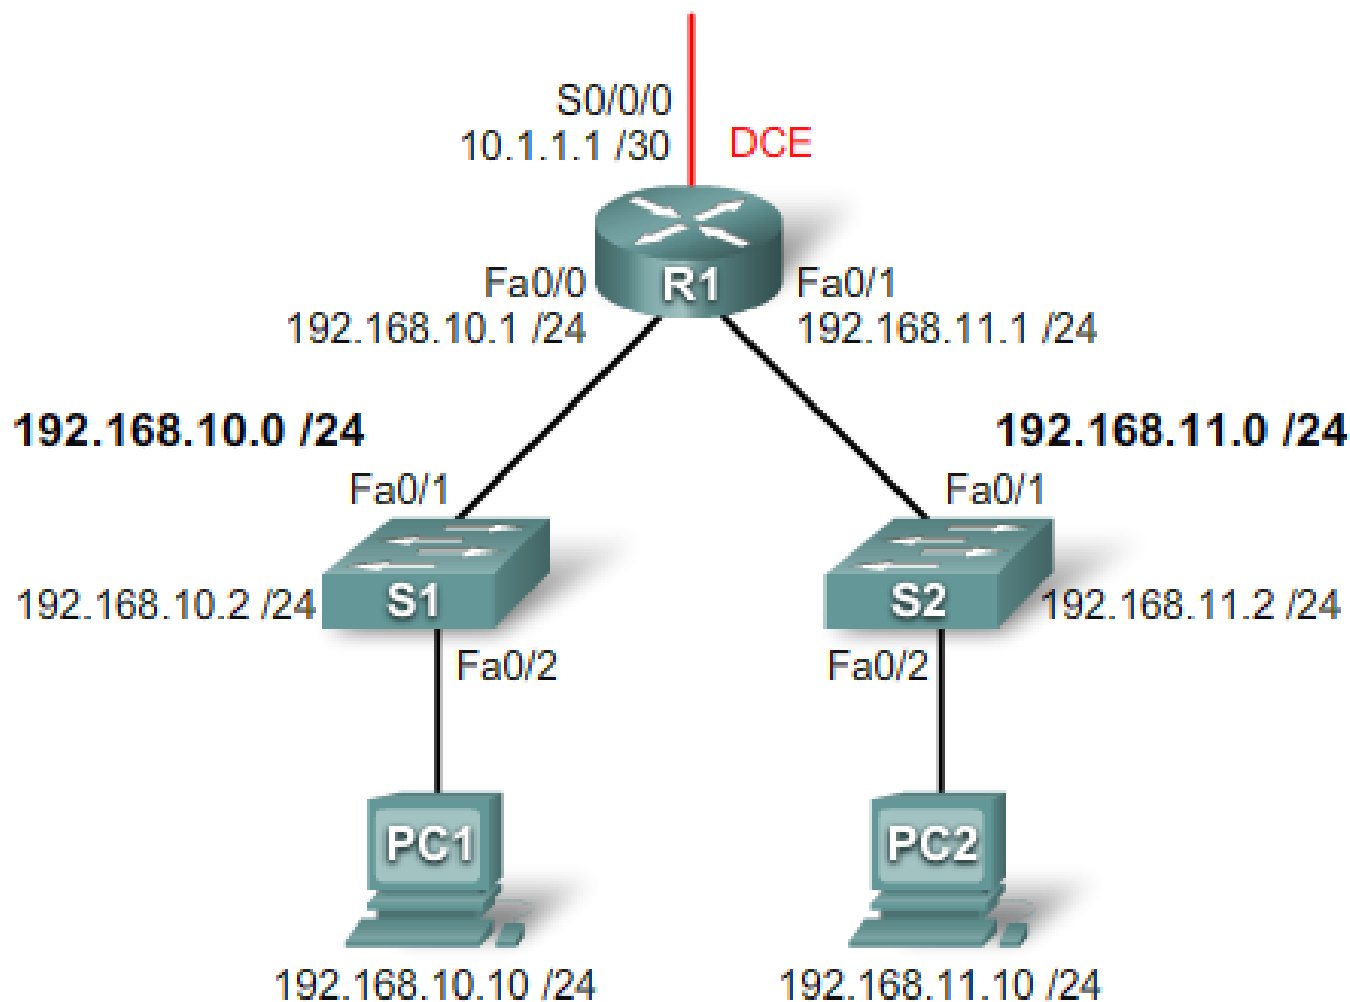 S0/0/0
10.1.1.1 /30
DCE
R1
Fa0/0
192.168.10.1 /24
Fa0/1
192.168.11.1 /24
192.168.10.0 /24
192.168.11.0 /24
Fa0/1
Fa0/1
192.168.10.2 /24
S1
S2
192.168.11.2 /24
Fa0/2
Fa0/2
PC1
PC2
192.168.10.10 /24
192.168.11.10 /24